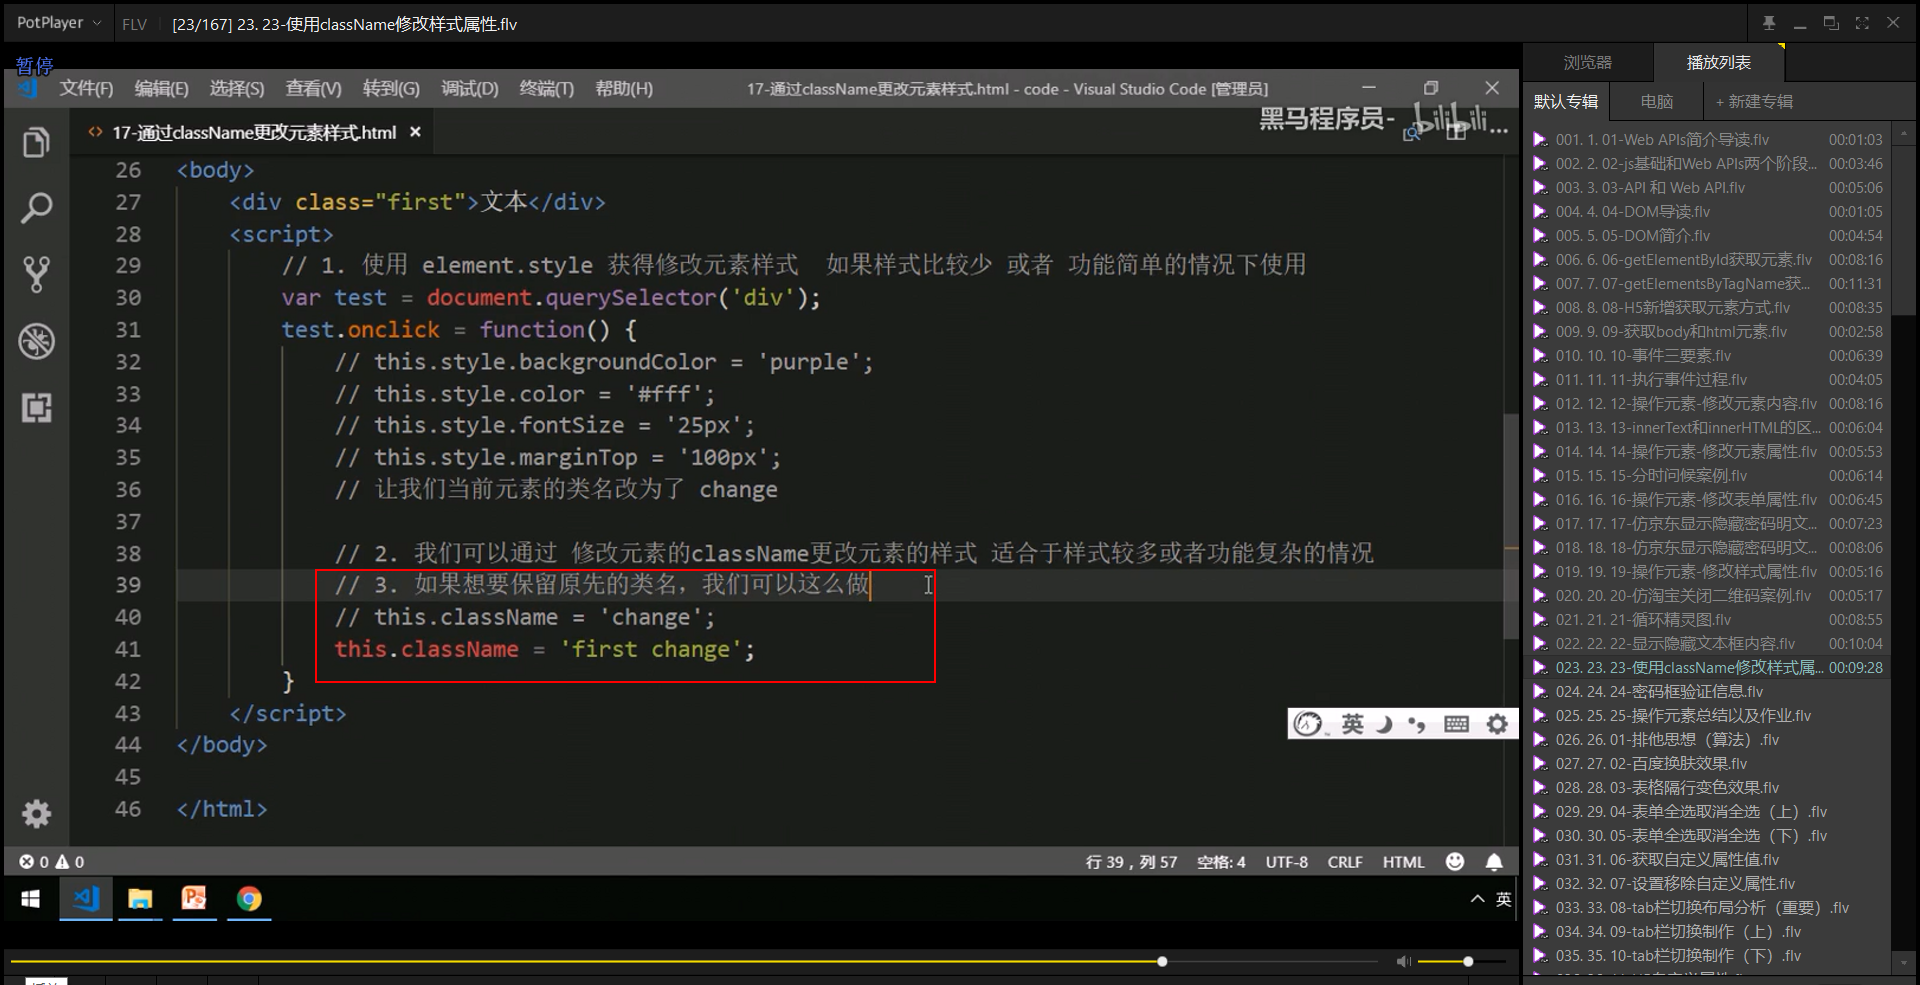 PotPlayer FLV [23/167] 23. 23-使用className修改样式属性.flv
暂停
文件(F) 编辑(E) 选择(S) 查看(V) 转到(G) 调试(D) 终端(T) 帮助(H) 17-通过className更改元素样式.html - code - Visual Studio Code [管理员]
17-通过className更改元素样式.html ×
黑马程序员- bilibili
26 <body>
27 <div class="first">文本</div>
28 <script>
29 // 1. 使用 element.style 获得修改元素样式 如果样式比较少 或者 功能简单的情况下使用
30 var test = document.querySelector('div');
31 test.onclick = function() {
32 // this.style.backgroundColor = 'purple';
33 // this.style.color = '#fff';
34 // this.style.fontSize = '25px';
35 // this.style.marginTop = '100px';
36 // 让我们当前元素的类名改为了 change
37
38 // 2. 我们可以通过 修改元素的className更改元素的样式 适合于样式较多或者功能复杂的情况
39 // 3. 如果想要保留原先的类名，我们可以这么做
40 // this.className = 'change';
41 this.className = 'first change';
42 }
43 </script>
44 </body>
45
46 </html>
英
0 0 行 39，列 57 空格: 4 UTF-8 CRLF HTML
英
浏览器 播放列表
默认专辑 电脑 + 新建专辑
001. 1. 01-Web APIs简介导读.flv 00:01:03
002. 2. 02-js基础和Web APIs两个阶段... 00:03:46
003. 3. 03-API 和 Web API.flv 00:05:06
004. 4. 04-DOM导读.flv 00:01:05
005. 5. 05-DOM简介.flv 00:04:54
006. 6. 06-getElementById获取元素.flv 00:08:16
007. 7. 07-getElementsByTagName获... 00:11:31
008. 8. 08-H5新增获取元素方式.flv 00:08:35
009. 9. 09-获取body和html元素.flv 00:02:58
010. 10. 10-事件三要素.flv 00:06:39
011. 11. 11-执行事件过程.flv 00:04:05
012. 12. 12-操作元素-修改元素内容.flv 00:08:16
013. 13. 13-innerText和innerHTML的区... 00:06:04
014. 14. 14-操作元素-修改元素属性.flv 00:05:53
015. 15. 15-分时问候案例.flv 00:06:14
016. 16. 16-操作元素-修改表单属性.flv 00:06:45
017. 17. 17-仿京东显示隐藏密码明文... 00:07:23
018. 18. 18-仿京东显示隐藏密码明文... 00:08:06
019. 19. 19-操作元素-修改样式属性.flv 00:05:16
020. 20. 20-仿淘宝关闭二维码案例.flv 00:05:17
021. 21. 21-循环精灵图.flv 00:08:55
022. 22. 22-显示隐藏文本框内容.flv 00:10:04
023. 23. 23-使用className修改样式属... 00:09:28
024. 24. 24-密码框验证信息.flv
025. 25. 25-操作元素总结以及作业.flv
026. 26. 01-排他思想（算法）.flv
027. 27. 02-百度换肤效果.flv
028. 28. 03-表格隔行变色效果.flv
029. 29. 04-表单全选取消全选（上）.flv
030. 30. 05-表单全选取消全选（下）.flv
031. 31. 06-获取自定义属性值.flv
032. 32. 07-设置移除自定义属性.flv
033. 33. 08-tab栏切换布局分析（重要）.flv
034. 34. 09-tab栏切换制作（上）.flv
035. 35. 10-tab栏切换制作（下）.flv